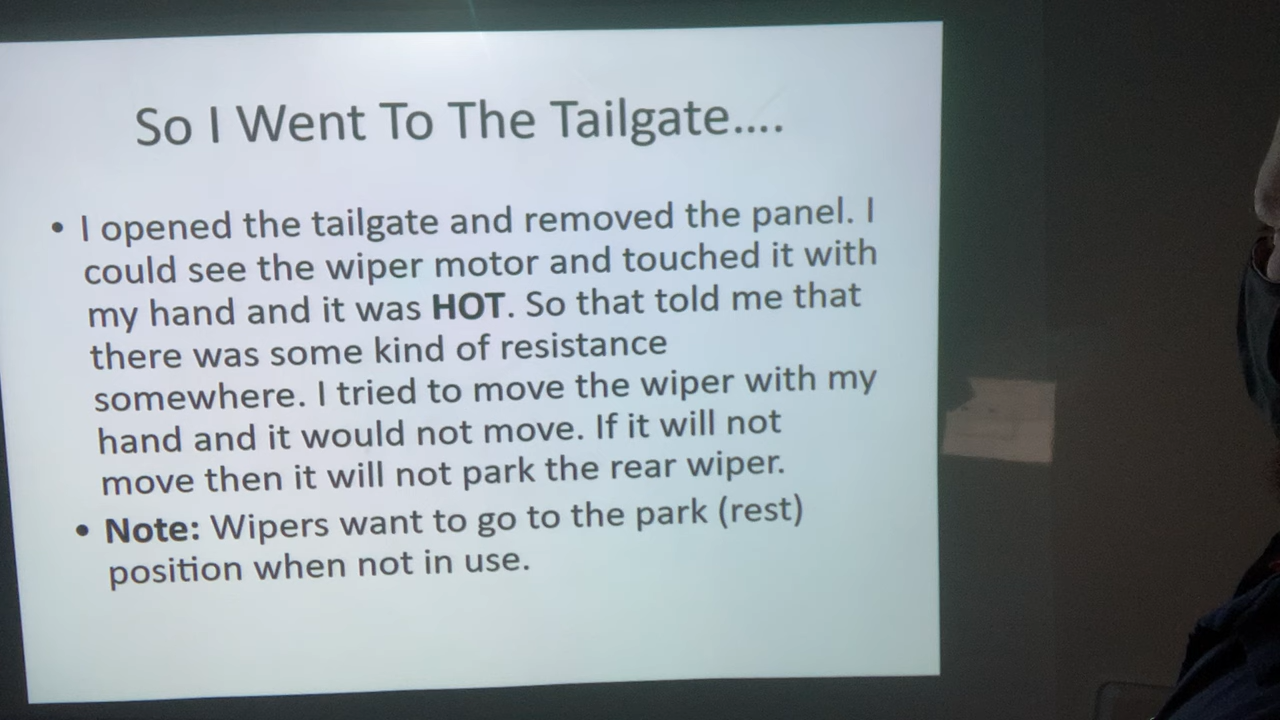 So I Went To The Tailgate....
• I opened the tailgate and removed the panel. I
could see the wiper motor and touched it with
my hand and it was HOT. So that told me that
there was some kind of resistance
somewhere. I tried to move the wiper with my
hand and it would not move. If it will not
move then it will not park the rear wiper.
• Note: Wipers want to go to the park (rest)
position when not in use.